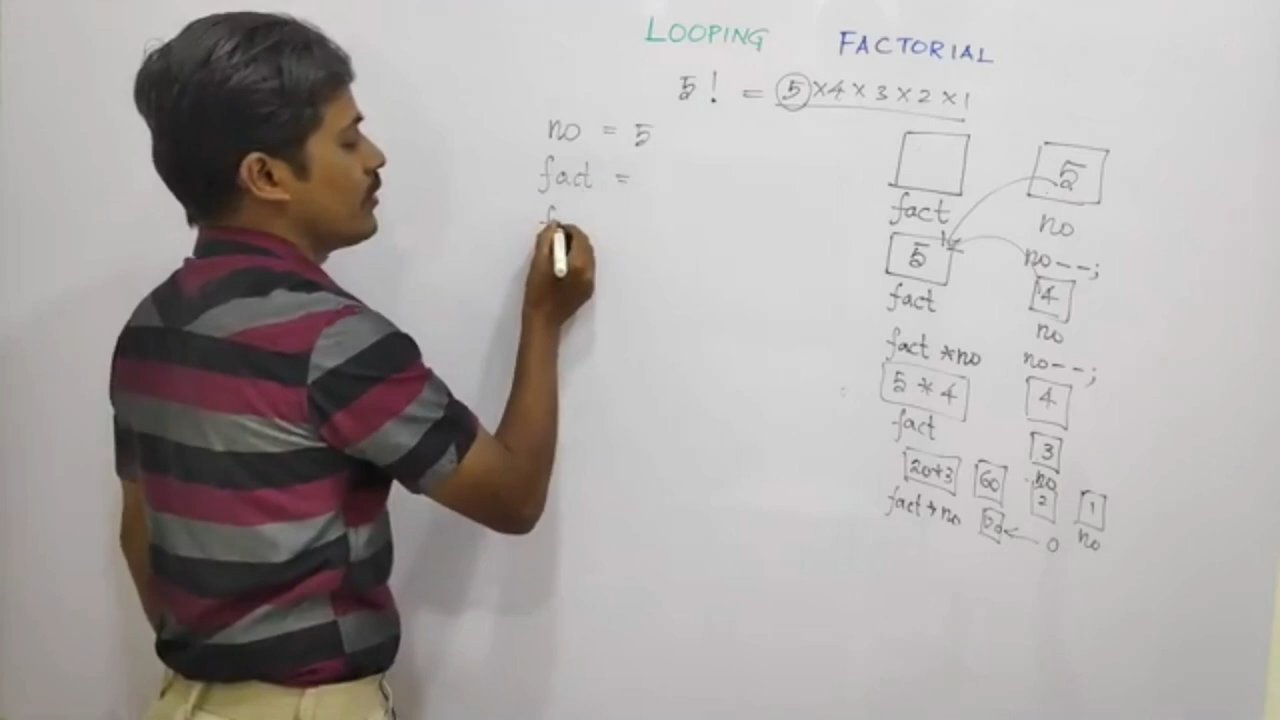 LOOPING FACTORIAL
5! = 5×4×3×2×1
no = 5
fact =
f
5
fact no
5 no--;
fact 4
no
fact *no no--;
5 * 4 4
fact
3
20*3 60 no
2 1
fact*no no
0